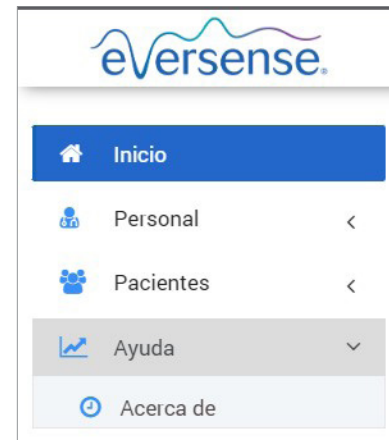 eversense®
Inicio
Personal
Pacientes
Ayuda
Acerca de